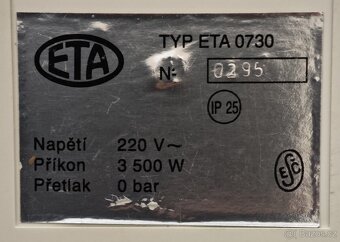 ETA
TYP ETA 0730
№ 0295
IP 25
Napětí 220 V~
Příkon 3 500 W
Přetlak 0 bar